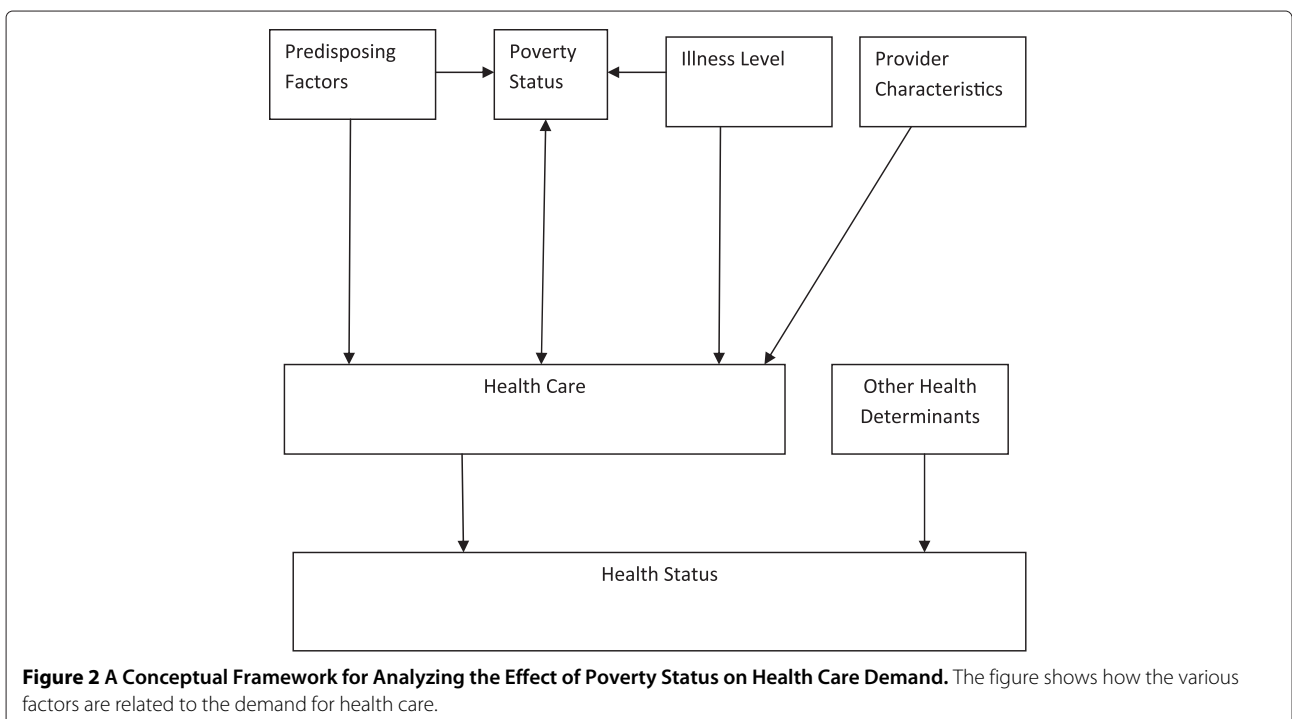 Predisposing
Factors
Poverty
Status
Illness Level
Provider
Characteristics
Health Care
Other Health
Determinants
Health Status
Figure 2 A Conceptual Framework for Analyzing the Effect of Poverty Status on Health Care Demand. The figure shows how the various
factors are related to the demand for health care.